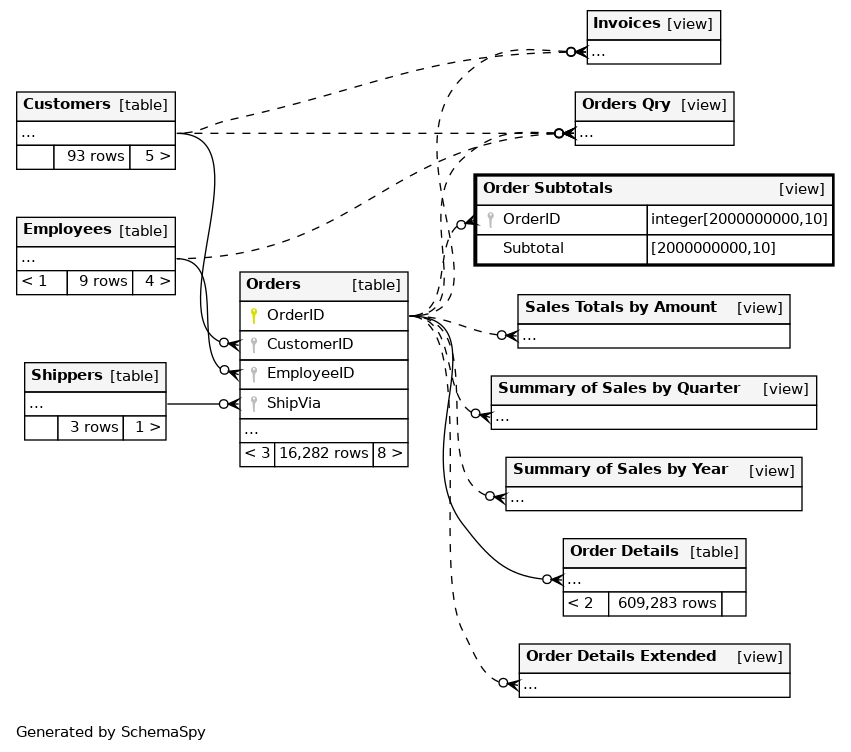 Invoices [view]
...
Customers [table]
...
93 rows 5 >
Orders Qry [view]
...
Order Subtotals [view]
OrderID integer[2000000000,10]
Subtotal [2000000000,10]
Employees [table]
...
< 1 9 rows 4 >
Orders [table]
OrderID
CustomerID
EmployeeID
ShipVia
...
< 3 16,282 rows 8 >
Sales Totals by Amount [view]
...
Shippers [table]
...
3 rows 1 >
Summary of Sales by Quarter [view]
...
Summary of Sales by Year [view]
...
Order Details [table]
...
< 2 609,283 rows
Order Details Extended [view]
...
Generated by SchemaSpy